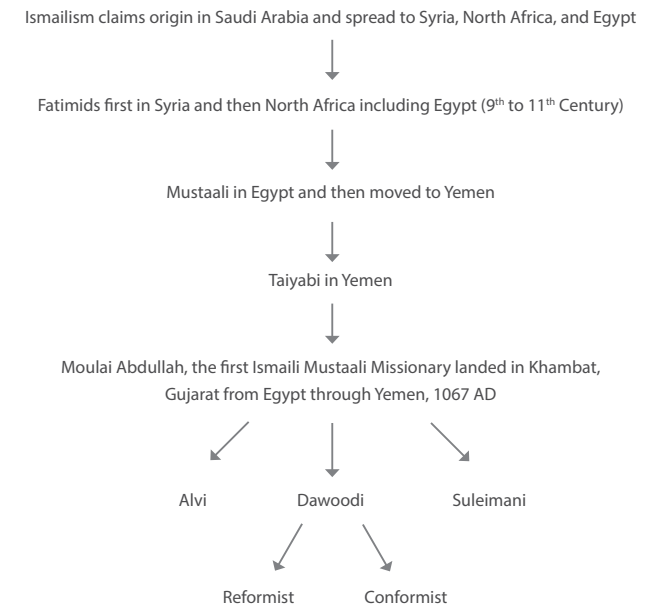 Ismailism claims origin in Saudi Arabia and spread to Syria, North Africa, and Egypt
Fatimids first in Syria and then North Africa including Egypt (9th to 11th Century)
Mustaali in Egypt and then moved to Yemen
Taiyabi in Yemen
Moulai Abdullah, the first Ismaili Mustaali Missionary landed in Khambat,
Gujarat from Egypt through Yemen, 1067 AD
Alvi Dawoodi Suleimani
Reformist Conformist